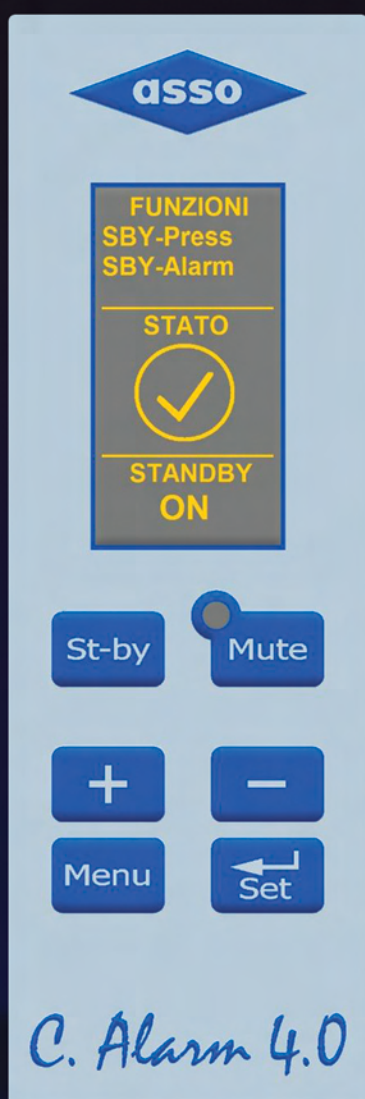 asso
FUNZIONI
SBY-Press
SBY-Alarm
STATO
STANDBY
ON
St-by
Mute
+
-
Menu
Set
C. Alarm 4.0